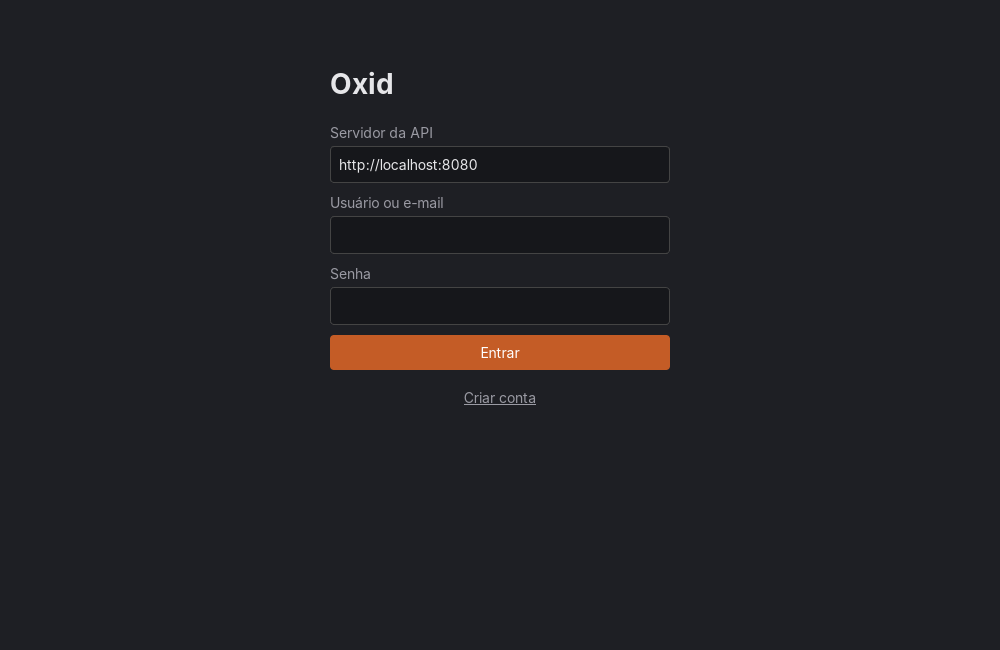 Oxid
Servidor da API
http://localhost:8080
Usuário ou e-mail
Senha
Entrar
Criar conta